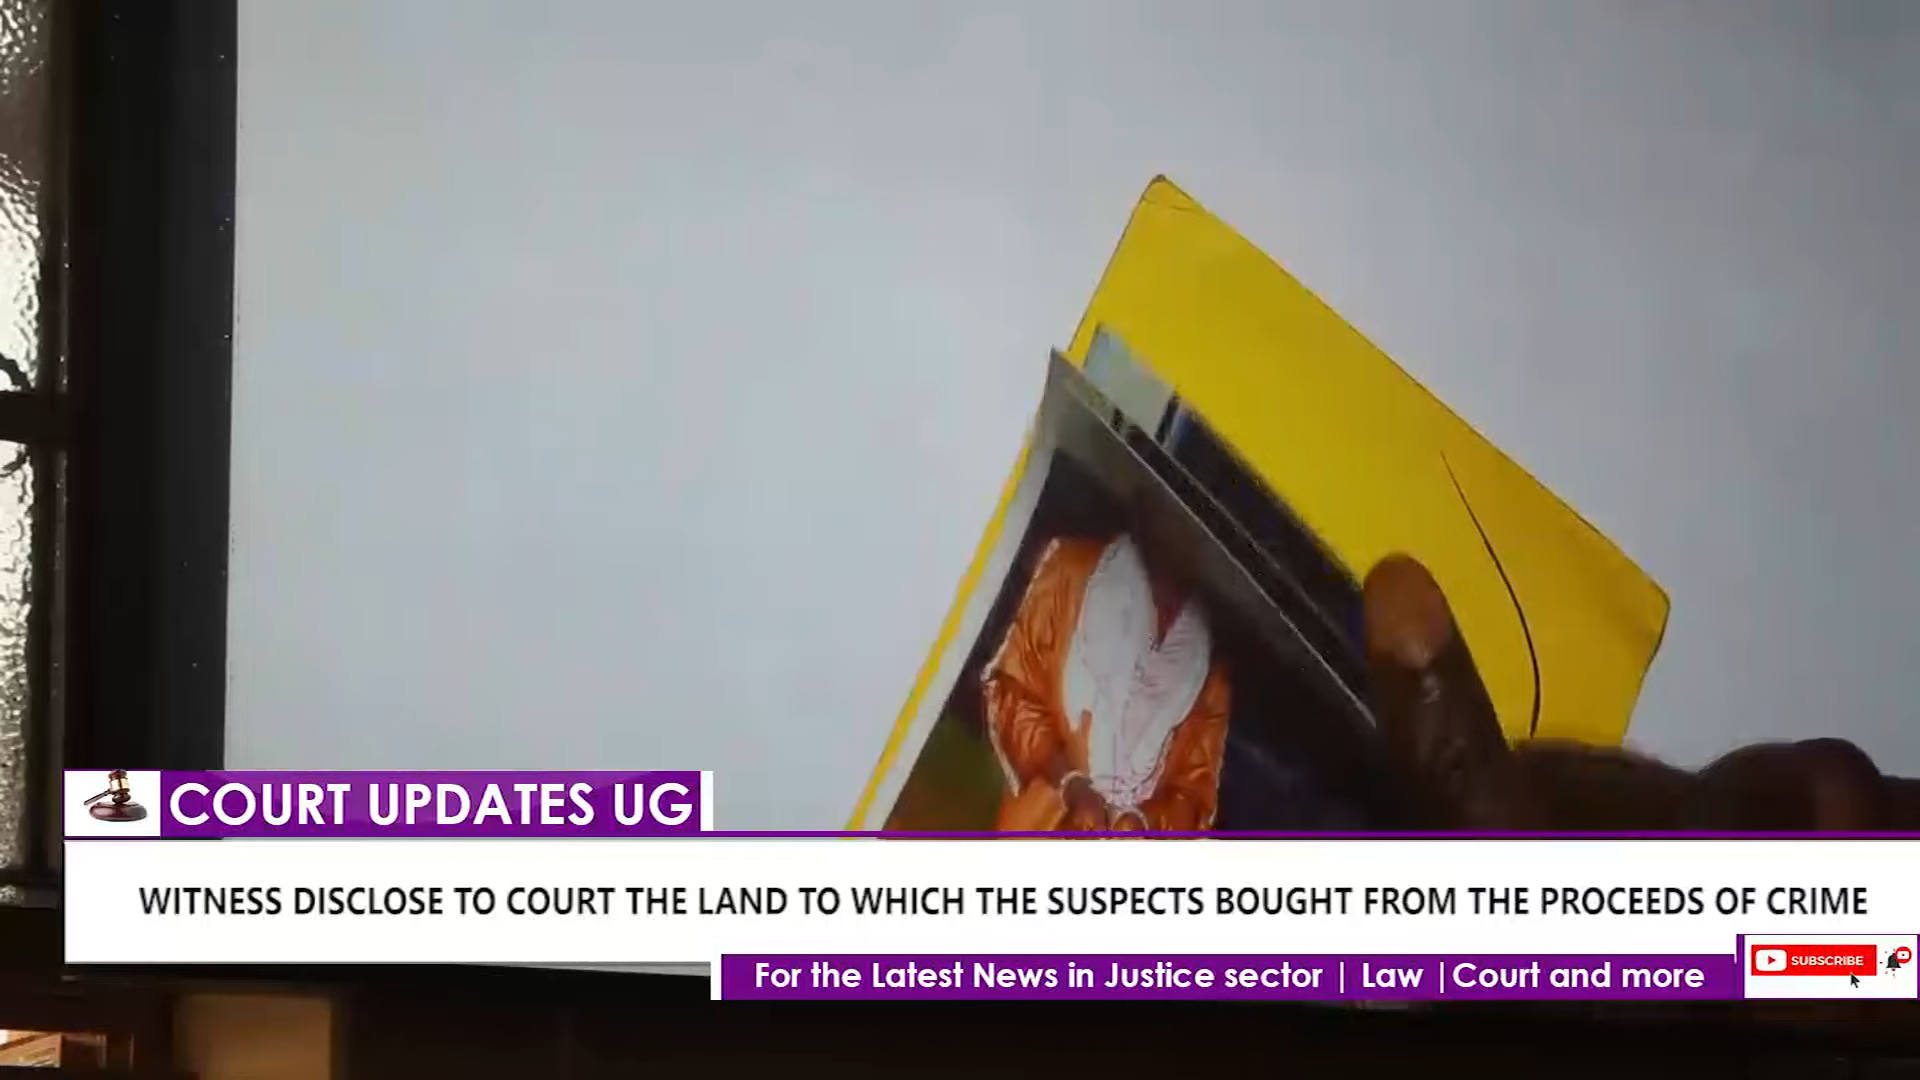 COURT UPDATES UG
WITNESS DISCLOSE TO COURT THE LAND TO WHICH THE SUSPECTS BOUGHT FROM THE PROCEEDS OF CRIME
For the Latest News in Justice sector | Law |Court and more
SUBSCRIBE